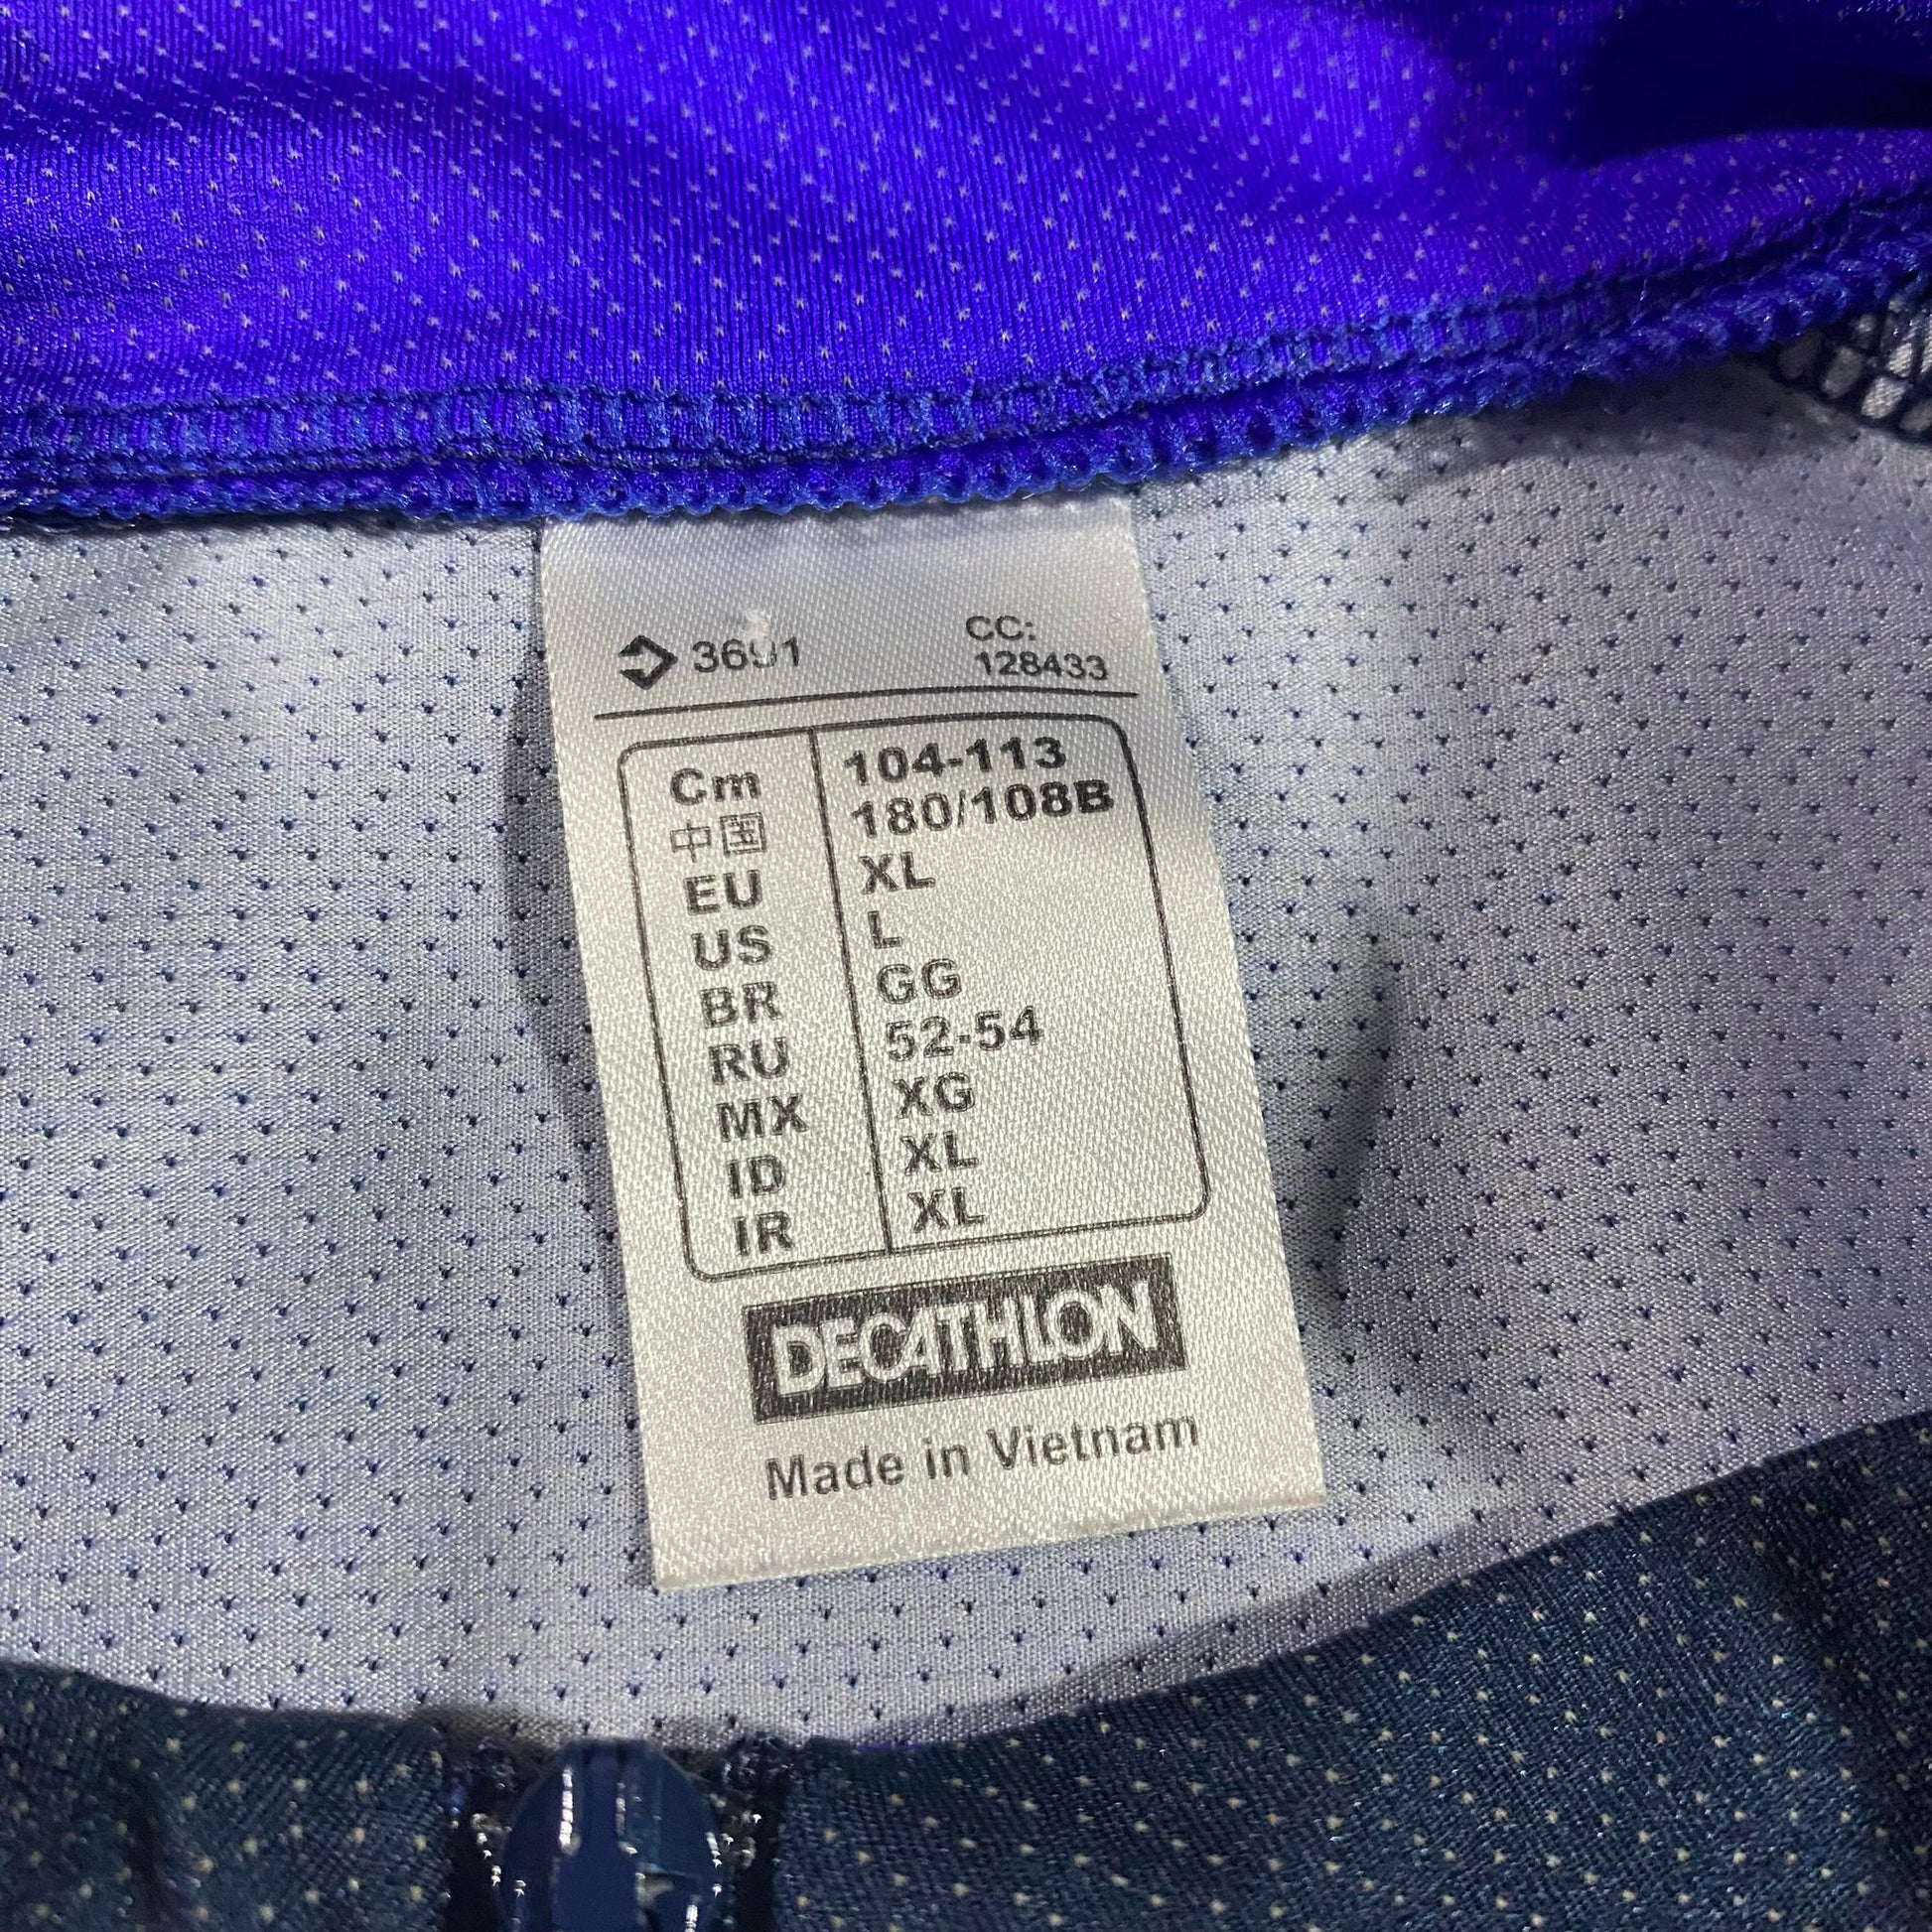 3691
CC:
128433
Cm 104-113
中国 180/108B
EU XL
US L
BR GG
RU 52-54
MX XG
ID XL
IR XL
DECATHLON
Made in Vietnam